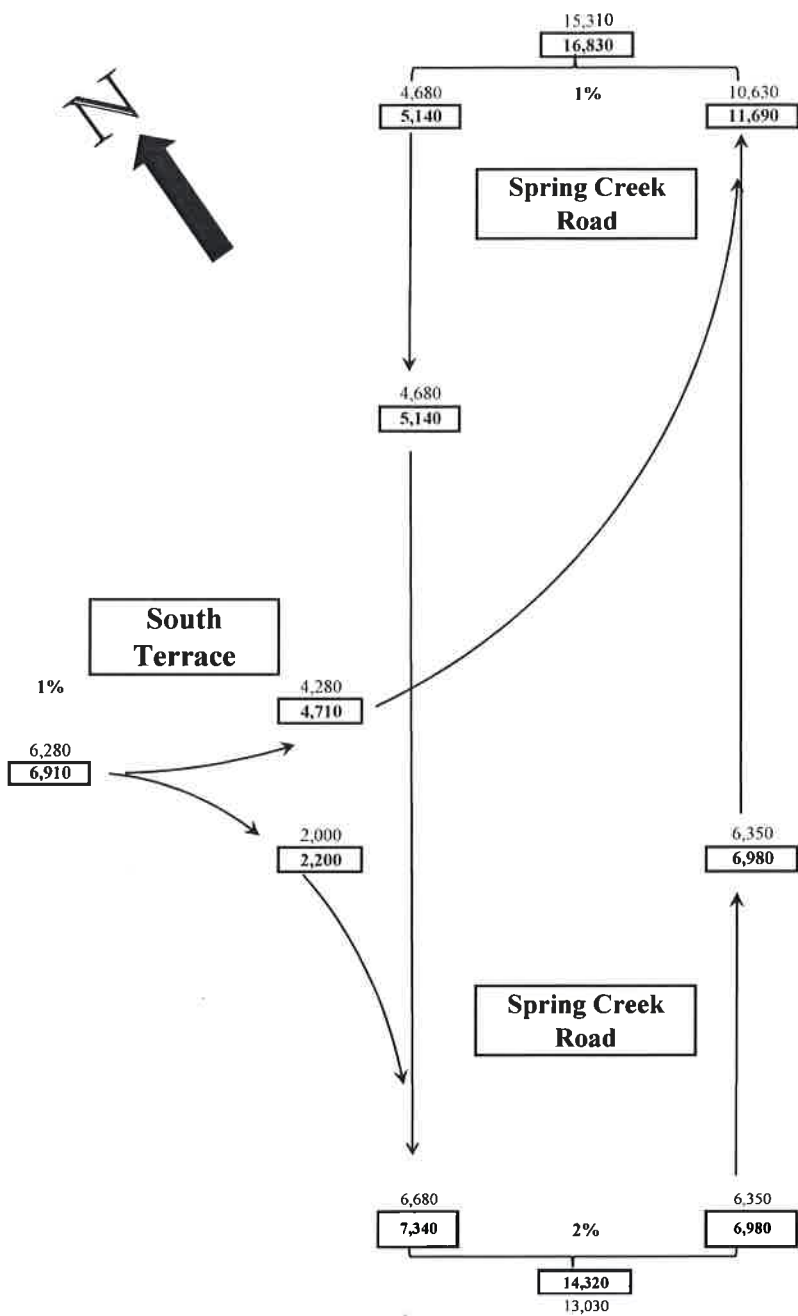 15,310
16,830
4,680 1% 10,630
5,140 11,690
N
Spring Creek
Road
4,680
5,140
South
Terrace
1%
4,280
4,710
6,280
6,910
2,000
2,200
6,350
6,980
Spring Creek
Road
6,680 6,350
7,340 2% 6,980
14,320
13,030